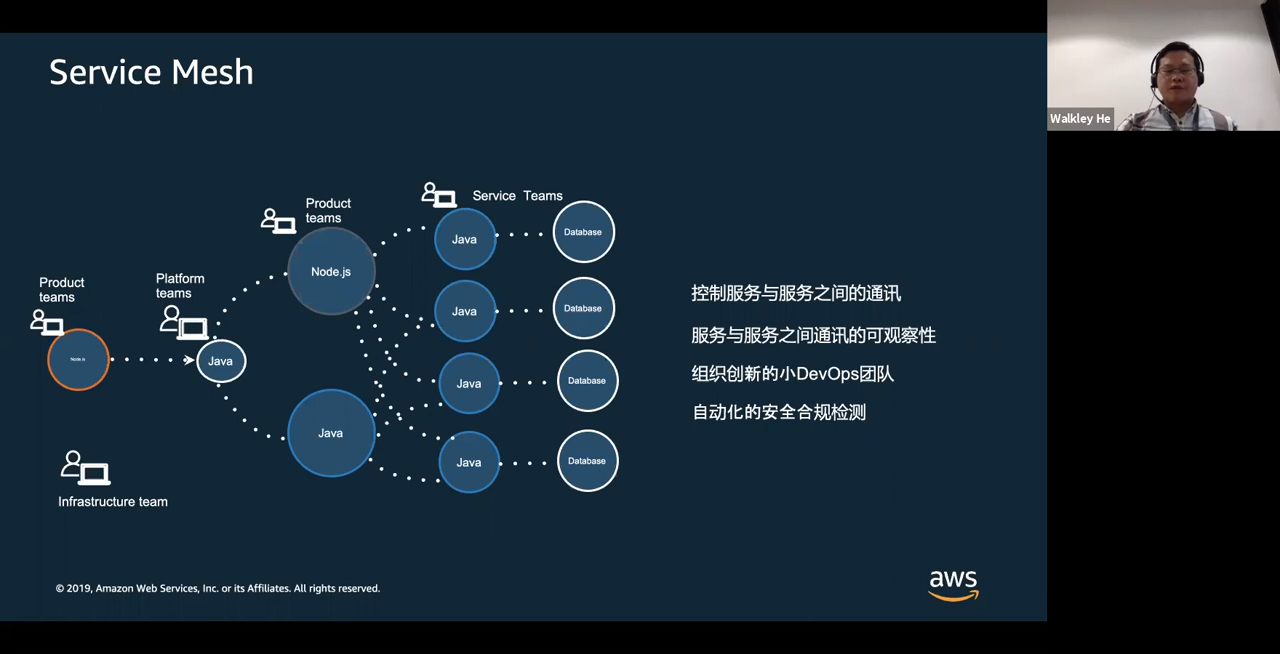 Service Mesh
Walkley He
Product
teams
Node.js
Platform
teams
Java
Product
teams
Node.js
Java
Service Teams
Java
Database
Java
Database
Java
Database
Java
Database
Infrastructure team
控制服务与服务之间的通讯
服务与服务之间通讯的可观察性
组织创新的小DevOps团队
自动化的安全合规检测
© 2019, Amazon Web Services, Inc. or its Affiliates. All rights reserved.
aws